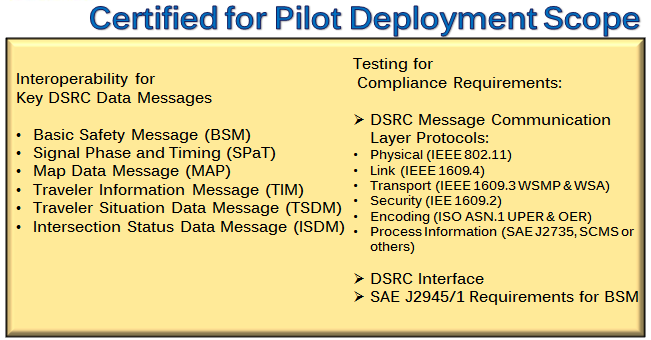 Certified for Pilot Deployment Scope
Interoperability for
Key DSRC Data Messages
• Basic Safety Message (BSM)
• Signal Phase and Timing (SPaT)
• Map Data Message (MAP)
• Traveler Information Message (TIM)
• Traveler Situation Data Message (TSDM)
• Intersection Status Data Message (ISDM)
Testing for
Compliance Requirements:
➢ DSRC Message Communication
Layer Protocols:
• Physical (IEEE 802.11)
• Link (IEEE 1609.4)
• Transport (IEEE 1609.3 WSMP & WSA)
• Security (IEE 1609.2)
• Encoding (ISO ASN.1 UPER & OER)
• Process Information (SAE J2735, SCMS or
others)
➢ DSRC Interface
➢ SAE J2945/1 Requirements for BSM